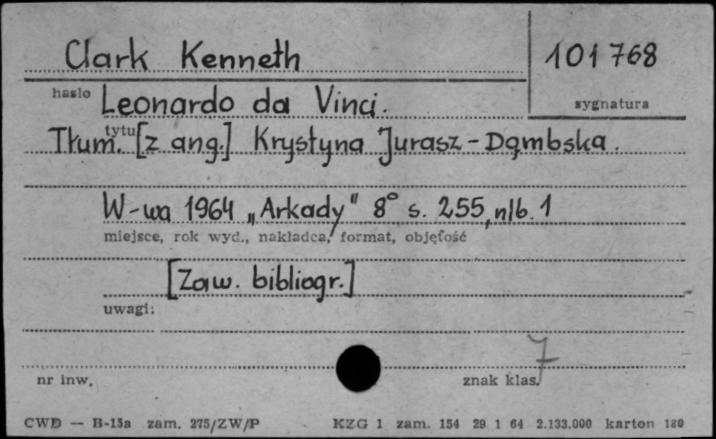 Clark Kenneth 101768
hasło Leonardo da Vinci. sygnatura
tytuł
Tłum. [z ang.] Krystyna Jurasz-Dąmbska.
W-wa 1964 „Arkady" 8° s. 255, nlb. 1
miejsce, rok wyd., nakładca, format, objętość
[Zaw. bibliogr.]
uwagi:
7
nr inw. znak klas.
CWD — B-15a zam. 275/ZW/P KZG 1 zam. 154 29 1 64 2.133.000 karton 180